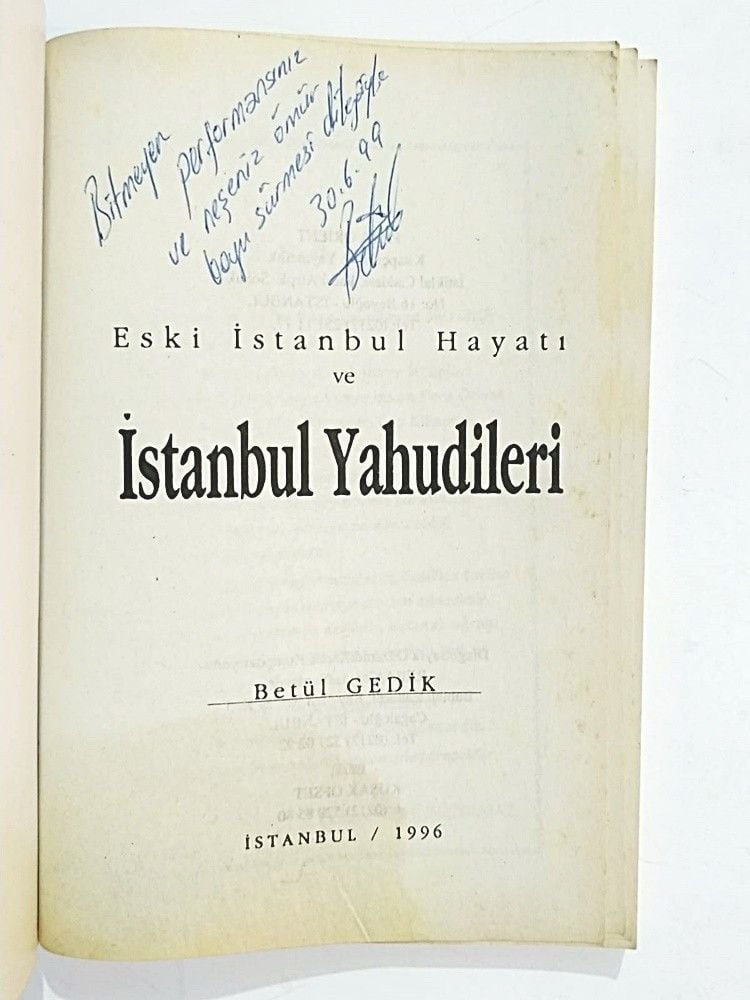 Bitmeyen
performansınız
ve neşeniz ömür
boyu sürmesi dileğiyle
30.6.99
Eski İstanbul Hayatı
ve
İstanbul Yahudileri
Betül GEDİK
İSTANBUL / 1996